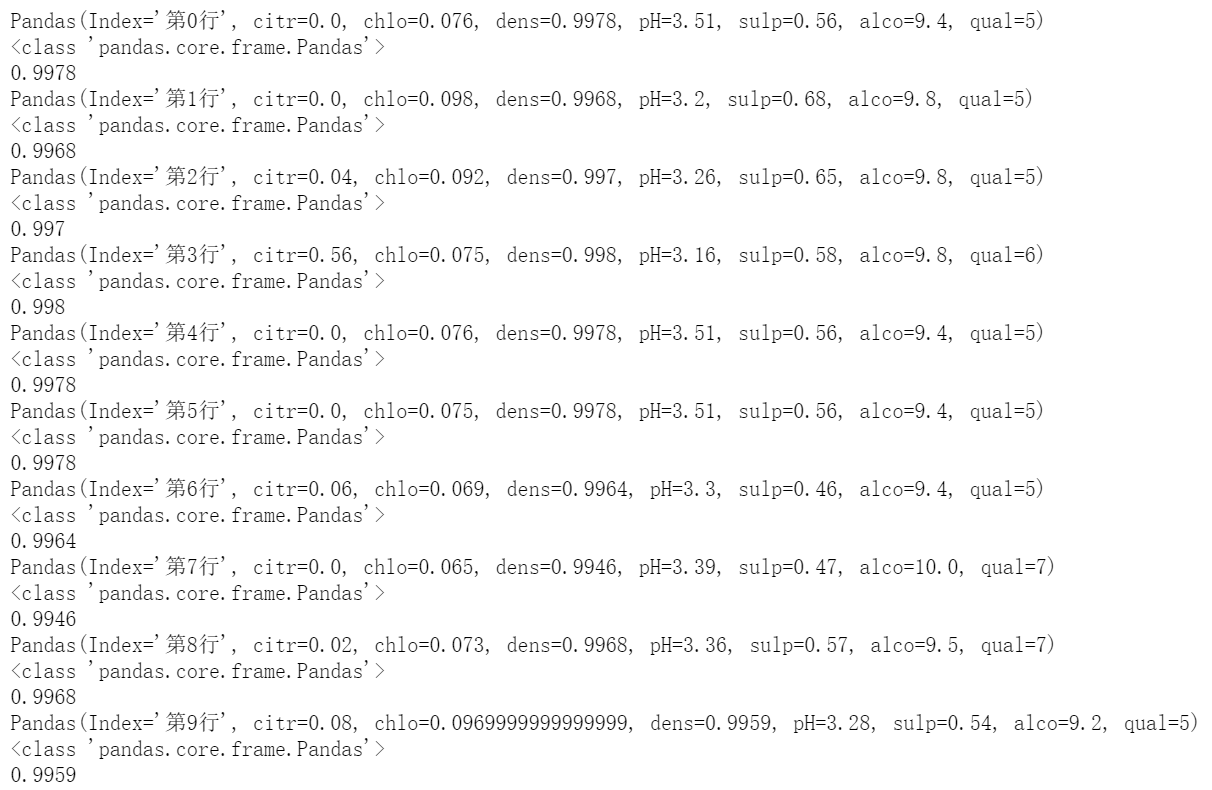 Pandas(Index='第0行', citr=0.0, chlo=0.076, dens=0.9978, pH=3.51, sulp=0.56, alco=9.4, qual=5)
<class 'pandas.core.frame.Pandas'>
0.9978
Pandas(Index='第1行', citr=0.0, chlo=0.098, dens=0.9968, pH=3.2, sulp=0.68, alco=9.8, qual=5)
<class 'pandas.core.frame.Pandas'>
0.9968
Pandas(Index='第2行', citr=0.04, chlo=0.092, dens=0.997, pH=3.26, sulp=0.65, alco=9.8, qual=5)
<class 'pandas.core.frame.Pandas'>
0.997
Pandas(Index='第3行', citr=0.56, chlo=0.075, dens=0.998, pH=3.16, sulp=0.58, alco=9.8, qual=6)
<class 'pandas.core.frame.Pandas'>
0.998
Pandas(Index='第4行', citr=0.0, chlo=0.076, dens=0.9978, pH=3.51, sulp=0.56, alco=9.4, qual=5)
<class 'pandas.core.frame.Pandas'>
0.9978
Pandas(Index='第5行', citr=0.0, chlo=0.075, dens=0.9978, pH=3.51, sulp=0.56, alco=9.4, qual=5)
<class 'pandas.core.frame.Pandas'>
0.9978
Pandas(Index='第6行', citr=0.06, chlo=0.069, dens=0.9964, pH=3.3, sulp=0.46, alco=9.4, qual=5)
<class 'pandas.core.frame.Pandas'>
0.9964
Pandas(Index='第7行', citr=0.0, chlo=0.065, dens=0.9946, pH=3.39, sulp=0.47, alco=10.0, qual=7)
<class 'pandas.core.frame.Pandas'>
0.9946
Pandas(Index='第8行', citr=0.02, chlo=0.073, dens=0.9968, pH=3.36, sulp=0.57, alco=9.5, qual=7)
<class 'pandas.core.frame.Pandas'>
0.9968
Pandas(Index='第9行', citr=0.08, chlo=0.0969999999999999, dens=0.9959, pH=3.28, sulp=0.54, alco=9.2, qual=5)
<class 'pandas.core.frame.Pandas'>
0.9959